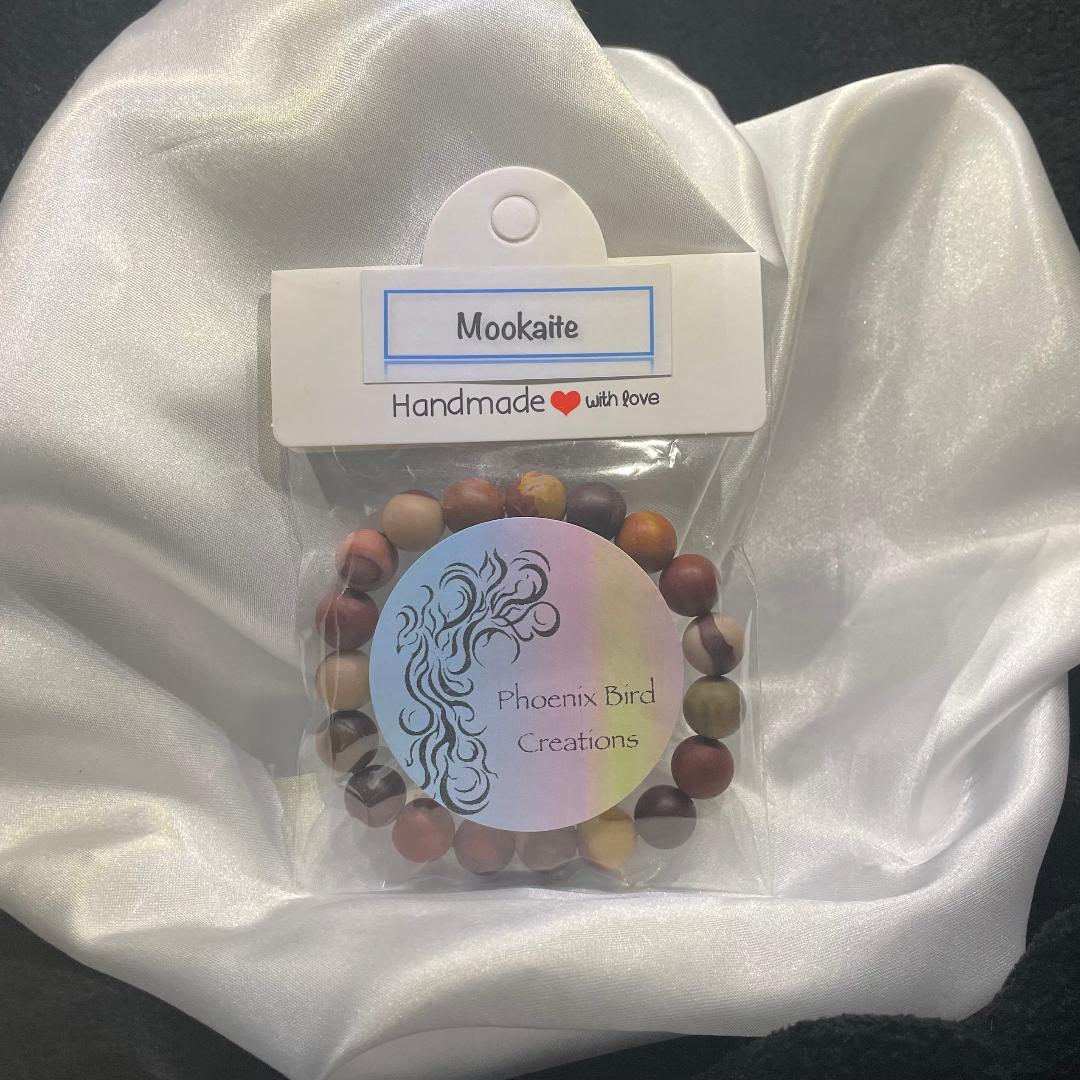 Mookaite
Handmade ❤ with love
Phoenix Bird
Creations